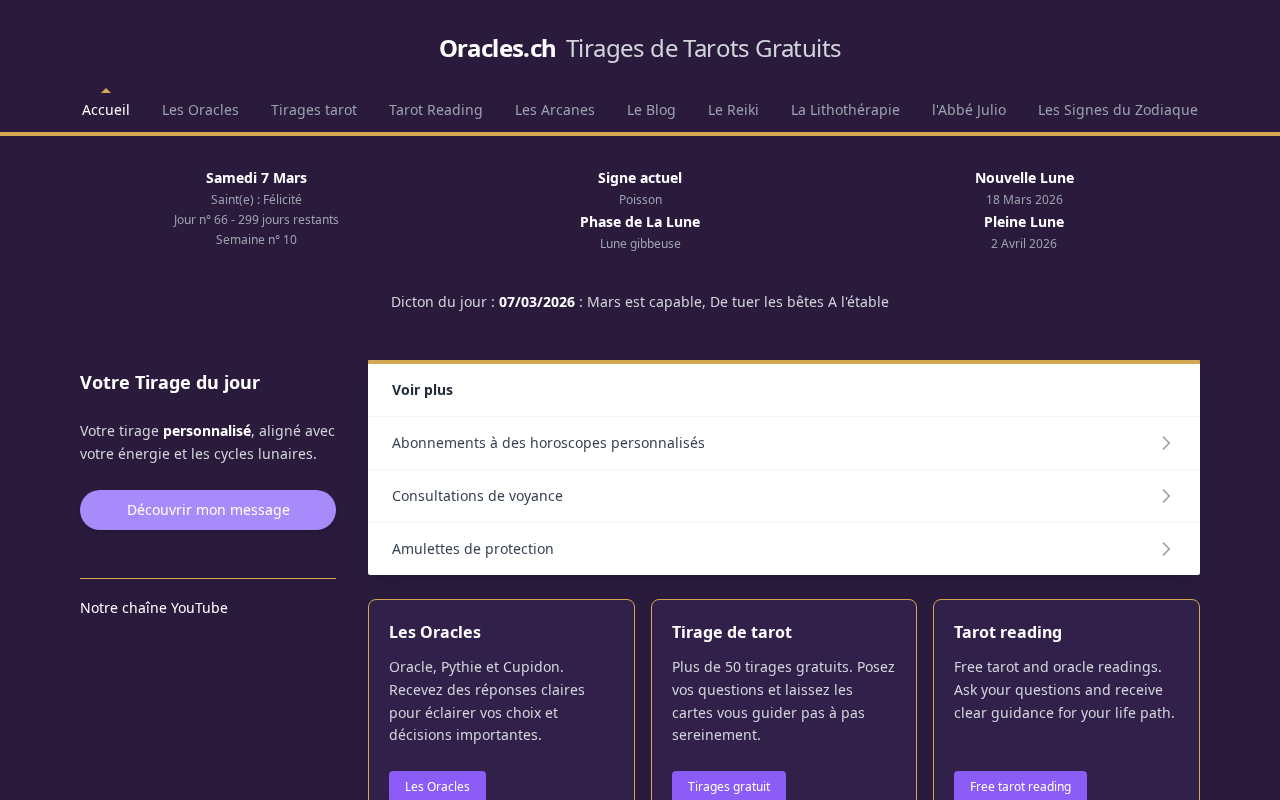 Oracles.ch Tirages de Tarots Gratuits
Accueil
Les Oracles
Tirages tarot
Tarot Reading
Les Arcanes
Le Blog
Le Reiki
La Lithothérapie
l'Abbé Julio
Les Signes du Zodiaque
Samedi 7 Mars
Saint(e) : Félicité
Jour n° 66 - 299 jours restants
Semaine n° 10
Signe actuel
Poisson
Phase de La Lune
Lune gibbeuse
Nouvelle Lune
18 Mars 2026
Pleine Lune
2 Avril 2026
Dicton du jour : 07/03/2026 : Mars est capable, De tuer les bêtes A l'étable
Votre Tirage du jour
Votre tirage personnalisé, aligné avec
votre énergie et les cycles lunaires.
Découvrir mon message
Notre chaîne YouTube
Voir plus
Abonnements à des horoscopes personnalisés
Consultations de voyance
Amulettes de protection
Les Oracles
Oracle, Pythie et Cupidon.
Recevez des réponses claires
pour éclairer vos choix et
décisions importantes.
Les Oracles
Tirage de tarot
Plus de 50 tirages gratuits. Posez
vos questions et laissez les
cartes vous guider pas à pas
sereinement.
Tirages gratuit
Tarot reading
Free tarot and oracle readings.
Ask your questions and receive
clear guidance for your life path.
Free tarot reading